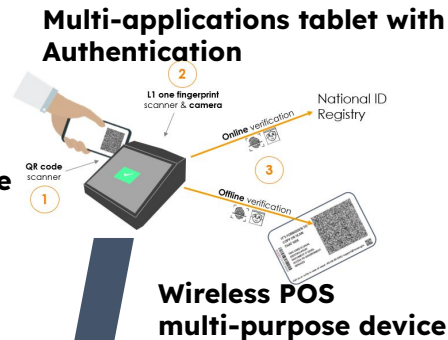 Multi-applications tablet with
Authentication
2
L1 one fingerprint
scanner & camera
National ID
Registry
Online verification
QR code
scanner
1
e
3
Offline verification
Wireless POS
multi-purpose device